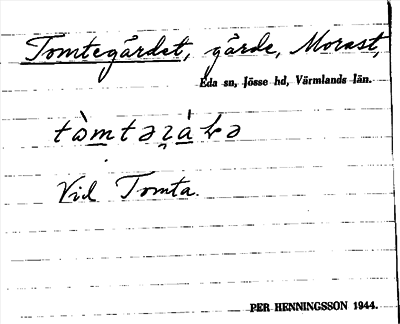 Tomtegärdet, gärde, Morast,
Eda sn, Jösse hd, Värmlands län.
Vid Tomta.
PER HENNINGSSON 1944.